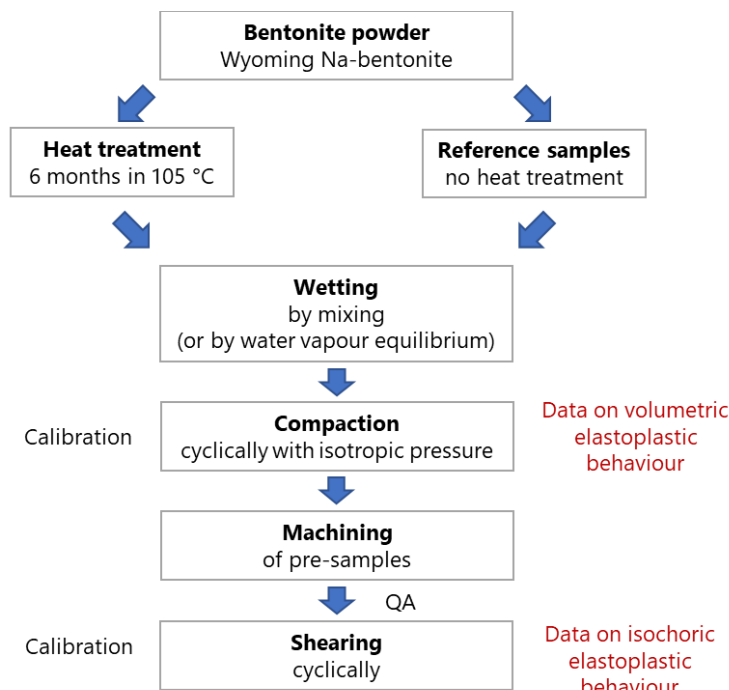 Bentonite powder
Wyoming Na-bentonite
Heat treatment
6 months in 105 °C
Reference samples
no heat treatment
Wetting
by mixing
(or by water vapour equilibrium)
Calibration
Compaction
cyclically with isotropic pressure
Data on volumetric
elastoplastic
behaviour
Machining
of pre-samples
QA
Calibration
Shearing
cyclically
Data on isochoric
elastoplastic
behaviour